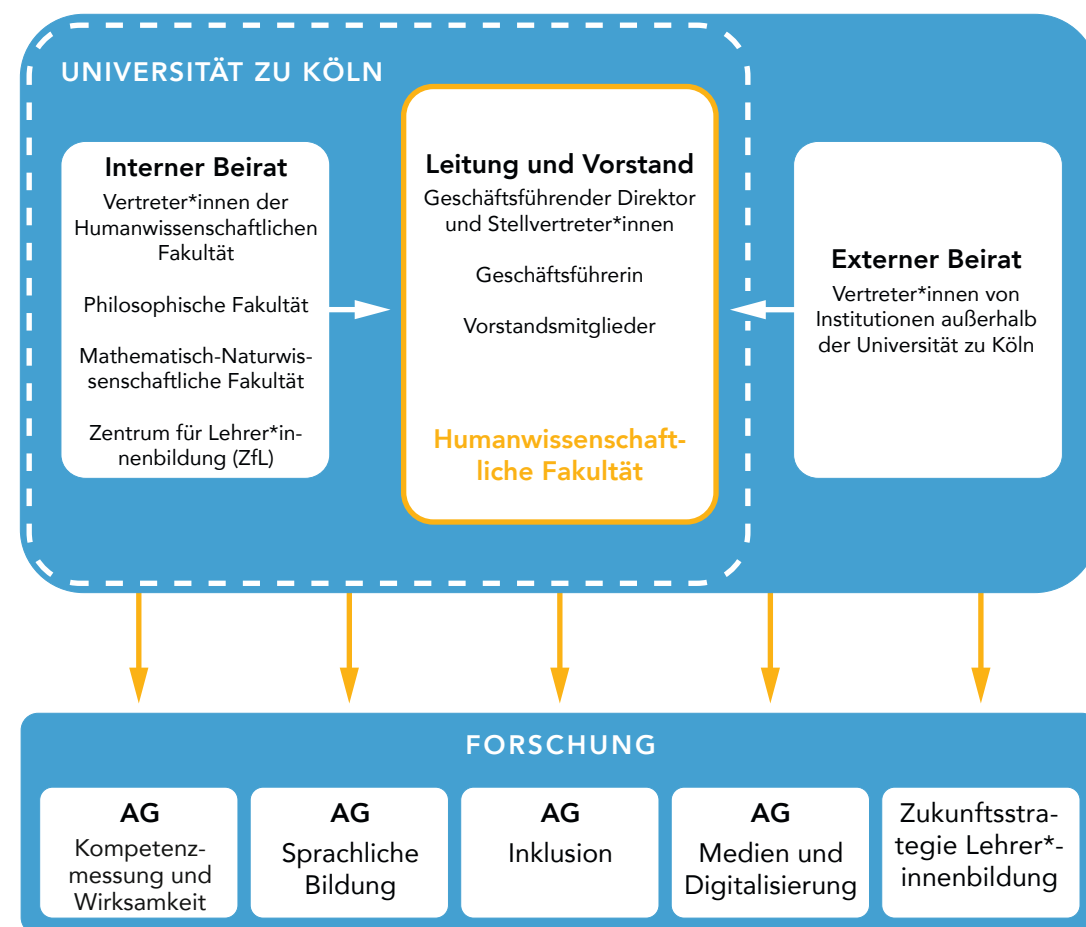 UNIVERSITÄT ZU KÖLN
Interner Beirat
Vertreter*innen der
Humanwissenschaftlichen
Fakultät
Philosophische Fakultät
Mathematisch-Naturwis-
senschaftliche Fakultät
Zentrum für Lehrer*in-
nenbildung (ZfL)
Leitung und Vorstand
Geschäftsführender Direktor
und Stellvertreter*innen
Geschäftsführerin
Vorstandsmitglieder
Humanwissenschaft-
liche Fakultät
Externer Beirat
Vertreter*innen von
Institutionen außerhalb
der Universität zu Köln
FORSCHUNG
AG
Kompetenz-
messung und
Wirksamkeit
AG
Sprachliche
Bildung
AG
Inklusion
AG
Medien und
Digitalisierung
Zukunftsstra-
tegie Lehrer*-
innenbildung